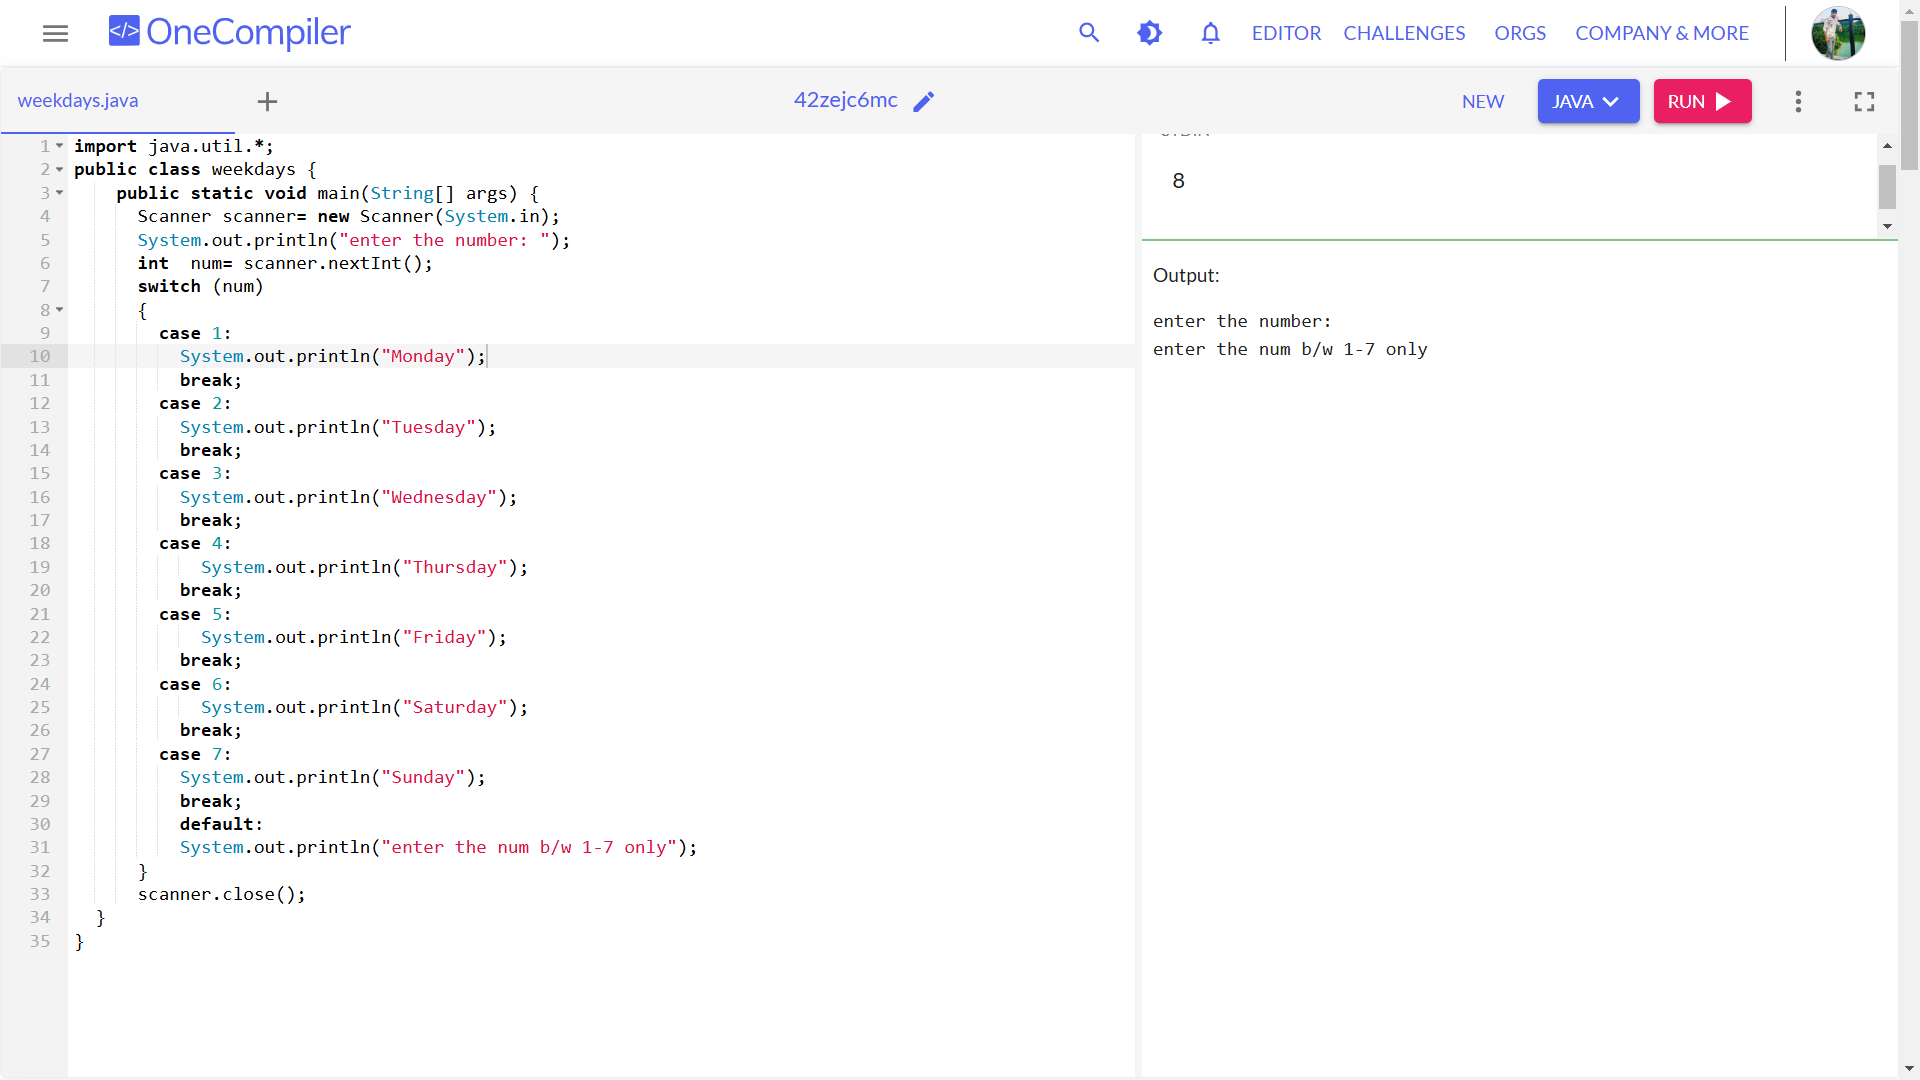 </> OneCompiler
EDITOR CHALLENGES ORGS COMPANY & MORE
weekdays.java + 42zejc6mc NEW JAVA RUN
STDIN
8
Output:
enter the number:
enter the num b/w 1-7 only
1 import java.util.*;
2 public class weekdays {
3     public static void main(String[] args) {
4       Scanner scanner= new Scanner(System.in);
5       System.out.println("enter the number: ");
6       int  num= scanner.nextInt();
7       switch (num)
8       {
9         case 1:
10           System.out.println("Monday");
11           break;
12         case 2:
13           System.out.println("Tuesday");
14           break;
15         case 3:
16           System.out.println("Wednesday");
17           break;
18         case 4:
19             System.out.println("Thursday");
20           break;
21         case 5:
22             System.out.println("Friday");
23           break;
24         case 6:
25             System.out.println("Saturday");
26           break;
27         case 7:
28           System.out.println("Sunday");
29           break;
30           default:
31           System.out.println("enter the num b/w 1-7 only");
32       }
33       scanner.close();
34   }
35 }